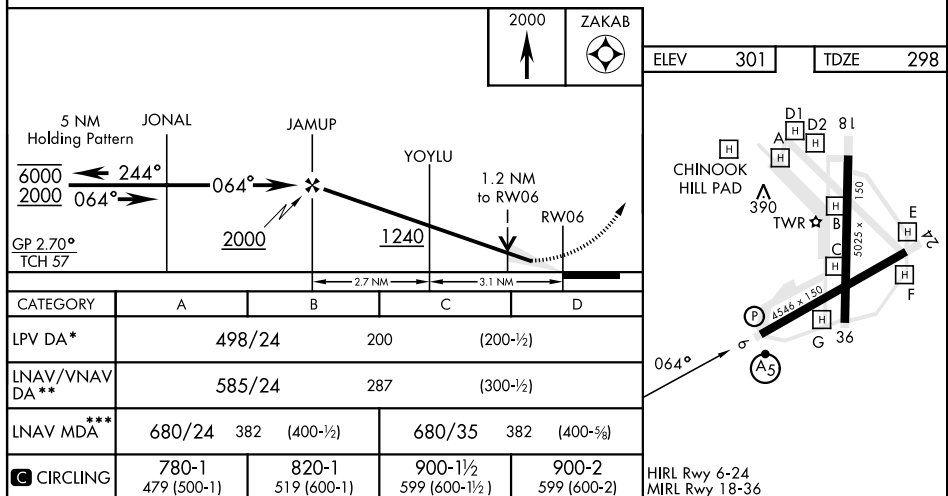 2000
ZAKAB
ELEV 301 TDZE 298
5 NM
Holding Pattern
JONAL
JAMUP
YOYLU
1.2 NM
to RW06
RW06
6000
2000
244°
064°
064°
2000
1240
GP 2.70°
TCH 57
2.7 NM
3.1 NM
CATEGORY A B C D
LPV DA* 498/24 200 (200-½)
LNAV/VNAV
DA** 585/24 287 (300-½)
LNAV MDA*** 680/24 382 (400-½) 680/35 382 (400-⅝)
C CIRCLING 780-1 820-1 900-1½ 900-2
479 (500-1) 519 (600-1) 599 (600-1½) 599 (600-2)
D1
D2
18
H
H
H
A
H
CHINOOK
HILL PAD
390
TWR
H
B
5025 x 150
E
H
24
C
H
H
F
4546 x 150
P
H
G
36
6
064°
A5
HIRL Rwy 6-24
MIRL Rwy 18-36